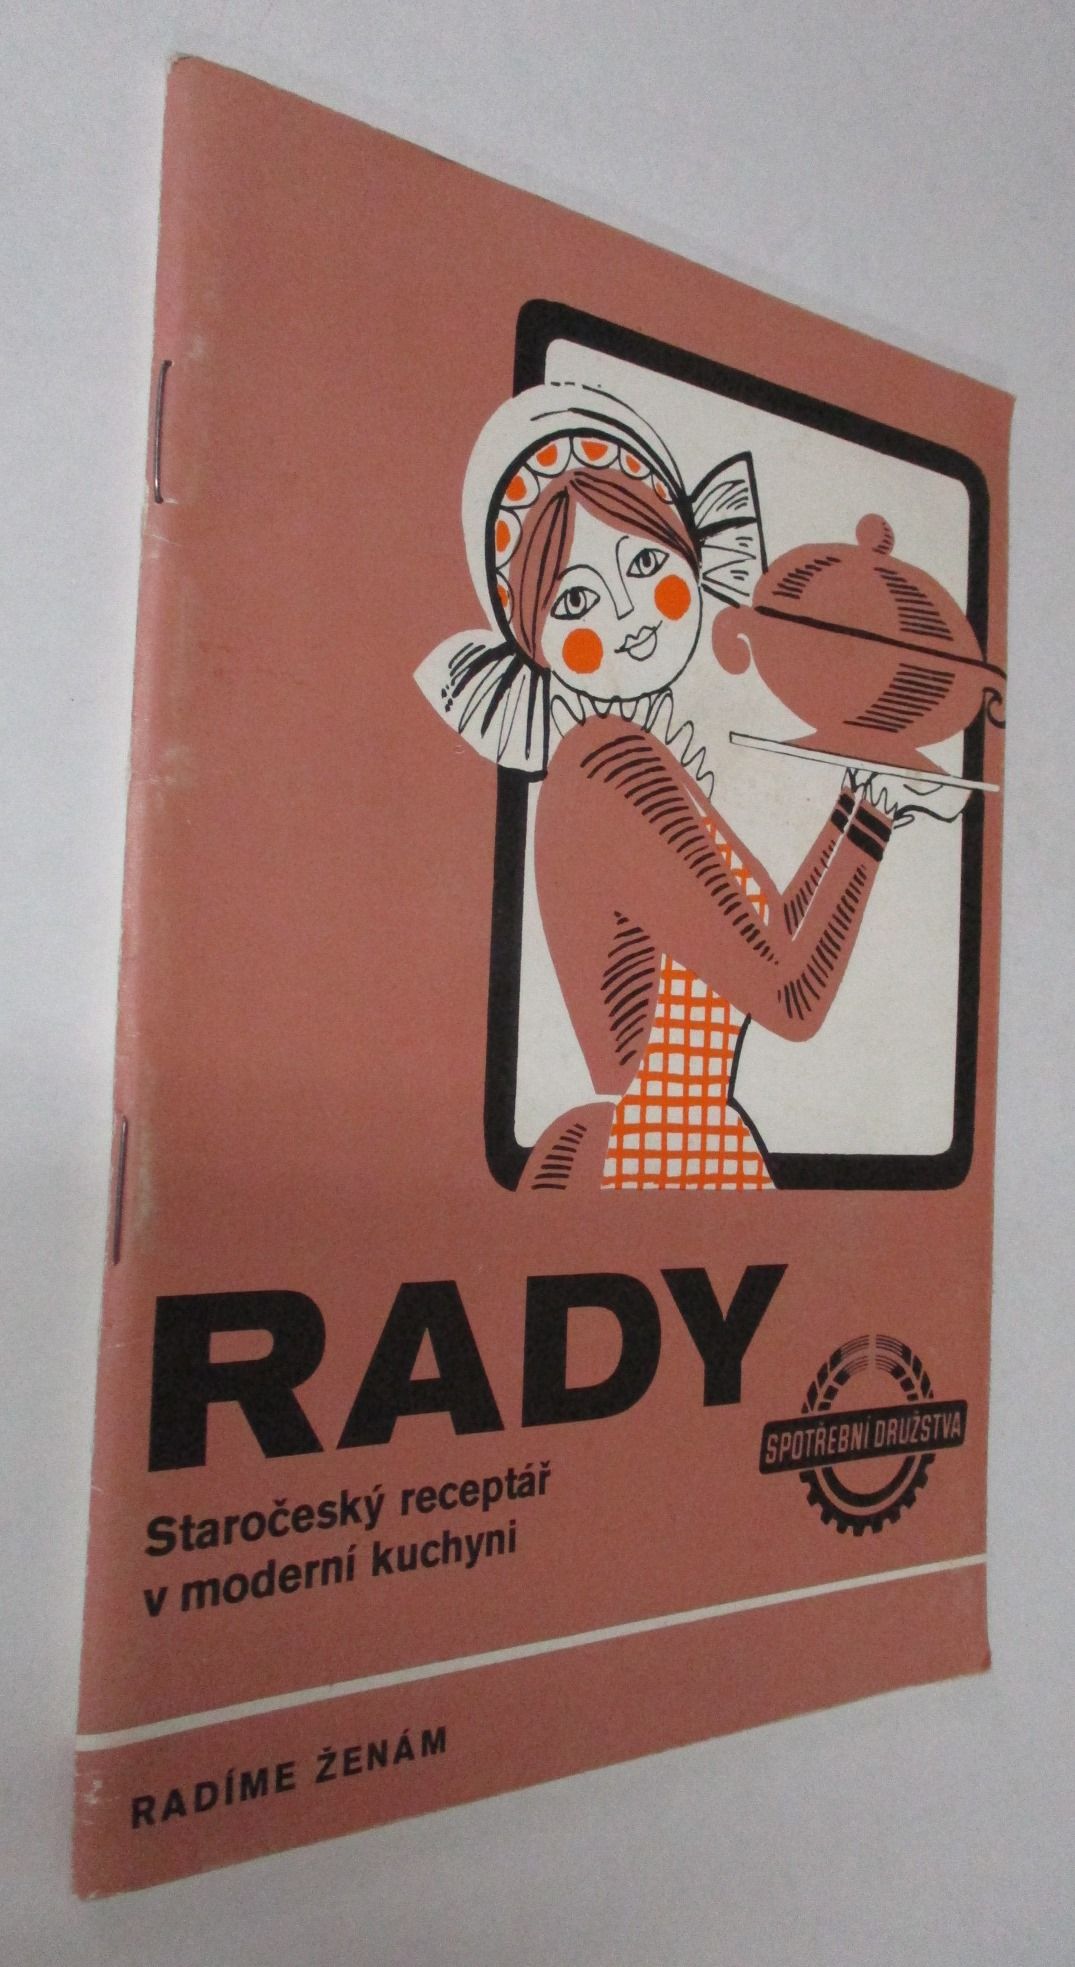 RADY
SPOTŘEBNÍ DRUŽSTVA
Staročeský receptář
v moderní kuchyni
RADÍME ŽENÁM